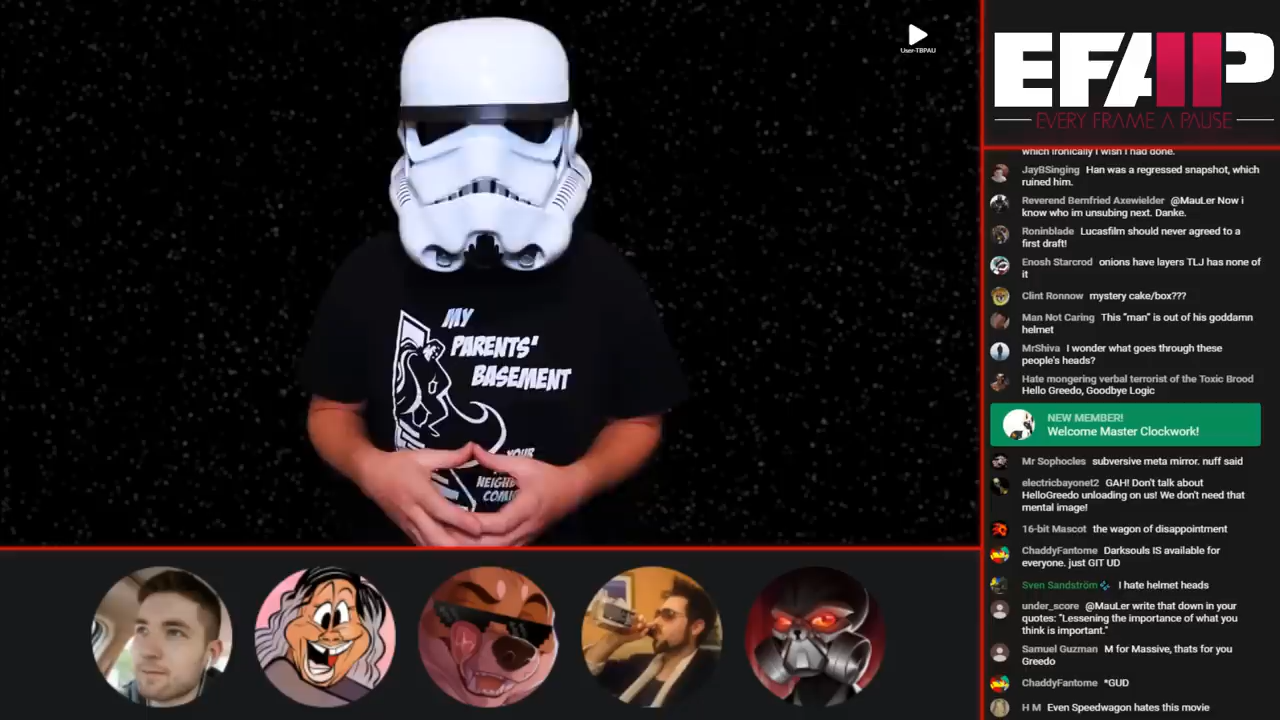 User-TBPAU
MY
PARENTS'
BASEMENT
YOUR
NEIGH
COMI
EFAP
EVERY FRAME A PAUSE
which ironically I wish I had done.
JayBSinging Han was a regressed snapshot, which
ruined him.
Reverend Bernfried Axewielder @MauLer Now i
know who im unsubing next. Danke.
Roninblade Lucasfilm should never agreed to a
first draft!
Enosh Starcrod onions have layers TLJ has none of
it
Clint Ronnow mystery cake/box???
Man Not Caring This “man” is out of his goddamn
helmet
MrShiva I wonder what goes through these
people's heads?
Hate mongering verbal terrorist of the Toxic Brood
Hello Greedo, Goodbye Logic
NEW MEMBER!
Welcome Master Clockwork!
Mr Sophocles subversive meta mirror. nuff said
electricbayonet2 GAH! Don't talk about
HelloGreedo unloading on us! We don't need that
mental image!
16-bit Mascot the wagon of disappointment
ChaddyFantome Darksouls IS available for
everyone. just GIT UD
Sven Sandström I hate helmet heads
under_score @MauLer write that down in your
quotes: "Lessening the importance of what you
think is important."
Samuel Guzman M for Massive, thats for you
Greedo
ChaddyFantome *GUD
H M Even Speedwagon hates this movie